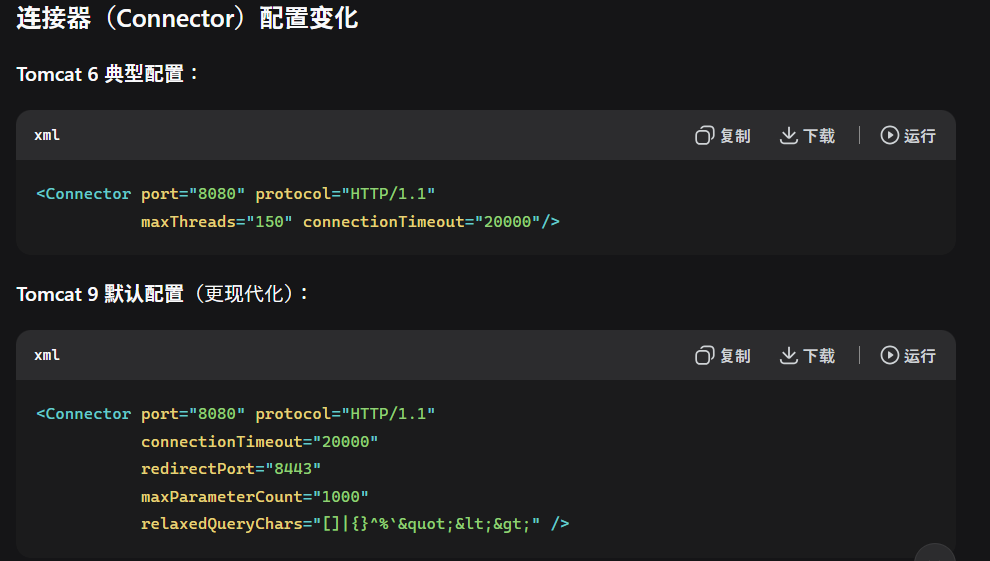 连接器（Connector）配置变化
Tomcat 6 典型配置：
xml 复制 下载 运行
<Connector port="8080" protocol="HTTP/1.1"
maxThreads="150" connectionTimeout="20000"/>
Tomcat 9 默认配置（更现代化）：
xml 复制 下载 运行
<Connector port="8080" protocol="HTTP/1.1"
connectionTimeout="20000"
redirectPort="8443"
maxParameterCount="1000"
relaxedQueryChars="[]|{}^%`&quot;&lt;&gt;" />